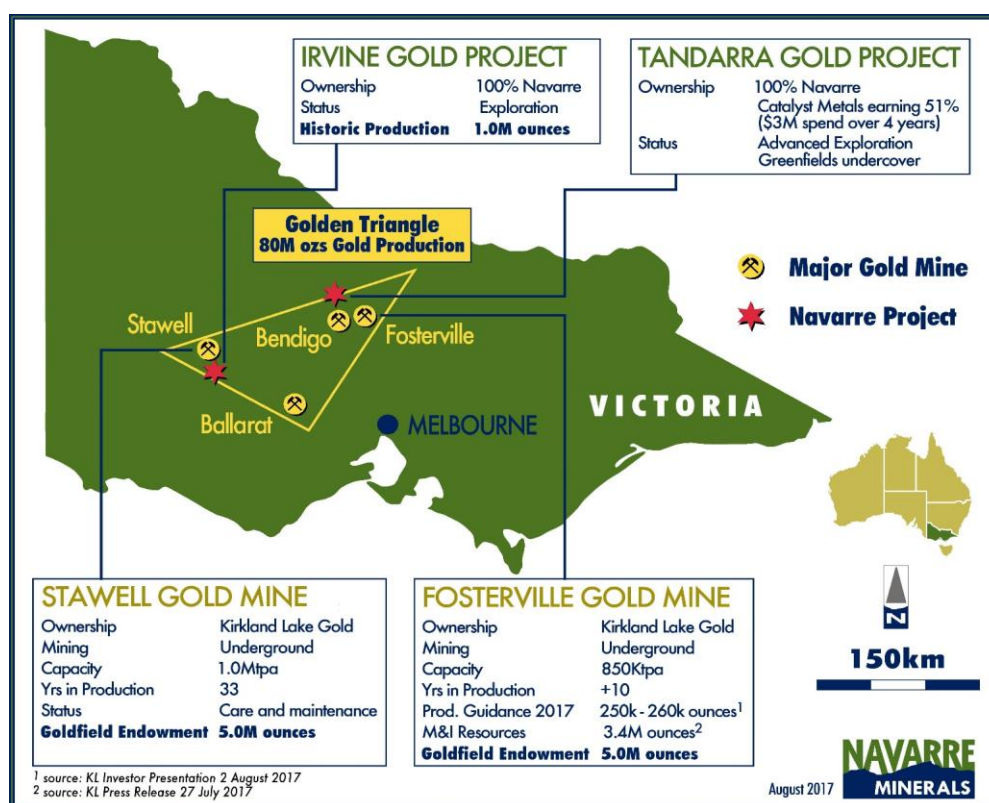 IRVINE GOLD PROJECT
Ownership 100% Navarre
Status Exploration
Historic Production 1.0M ounces
TANDARRA GOLD PROJECT
Ownership 100% Navarre
Catalyst Metals earning 51%
($3M spend over 4 years)
Status Advanced Exploration
Greenfields undercover
Golden Triangle
80M ozs Gold Production
Major Gold Mine
Navarre Project
Stawell
Bendigo
Fosterville
Ballarat
MELBOURNE
VICTORIA
STAWELL GOLD MINE
Ownership Kirkland Lake Gold
Mining Underground
Capacity 1.0Mtpa
Yrs in Production 33
Status Care and maintenance
Goldfield Endowment 5.0M ounces
FOSTERVILLE GOLD MINE
Ownership Kirkland Lake Gold
Mining Underground
Capacity 850Ktpa
Yrs in Production +10
Prod. Guidance 2017 250k - 260k ounces¹
M&I Resources 3.4M ounces²
Goldfield Endowment 5.0M ounces
N
150km
¹ source: KL Investor Presentation 2 August 2017
² source: KL Press Release 27 July 2017
August 2017
NAVARRE
MINERALS